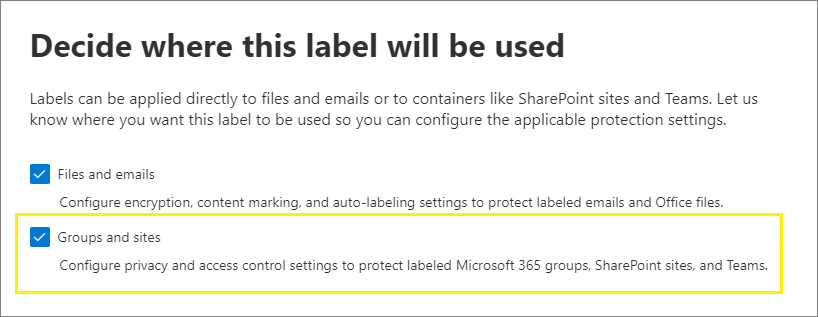 Decide where this label will be used
Labels can be applied directly to files and emails or to containers like SharePoint sites and Teams. Let us
know where you want this label to be used so you can configure the applicable protection settings.
Files and emails
Configure encryption, content marking, and auto-labeling settings to protect labeled emails and Office files.
Groups and sites
Configure privacy and access control settings to protect labeled Microsoft 365 groups, SharePoint sites, and Teams.